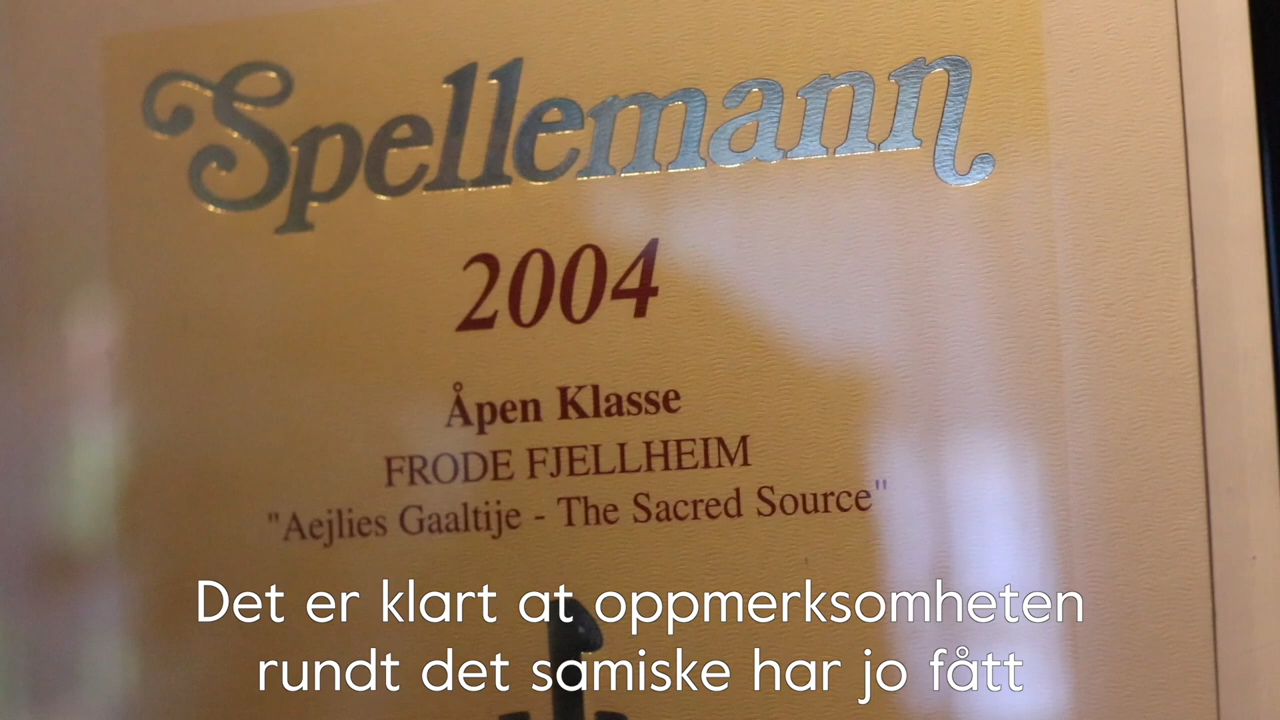 Spellemann
2004
Åpen Klasse
FRODE FJELLHEIM
"Aejlies Gaaltije - The Sacred Source"
Det er klart at oppmerksomheten
rundt det samiske har jo fått